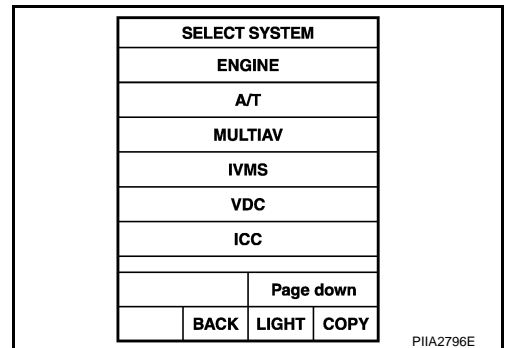 SELECT SYSTEM
ENGINE
A/T
MULTIAV
IVMS
VDC
ICC
Page down
BACK LIGHT COPY
PIIA2796E